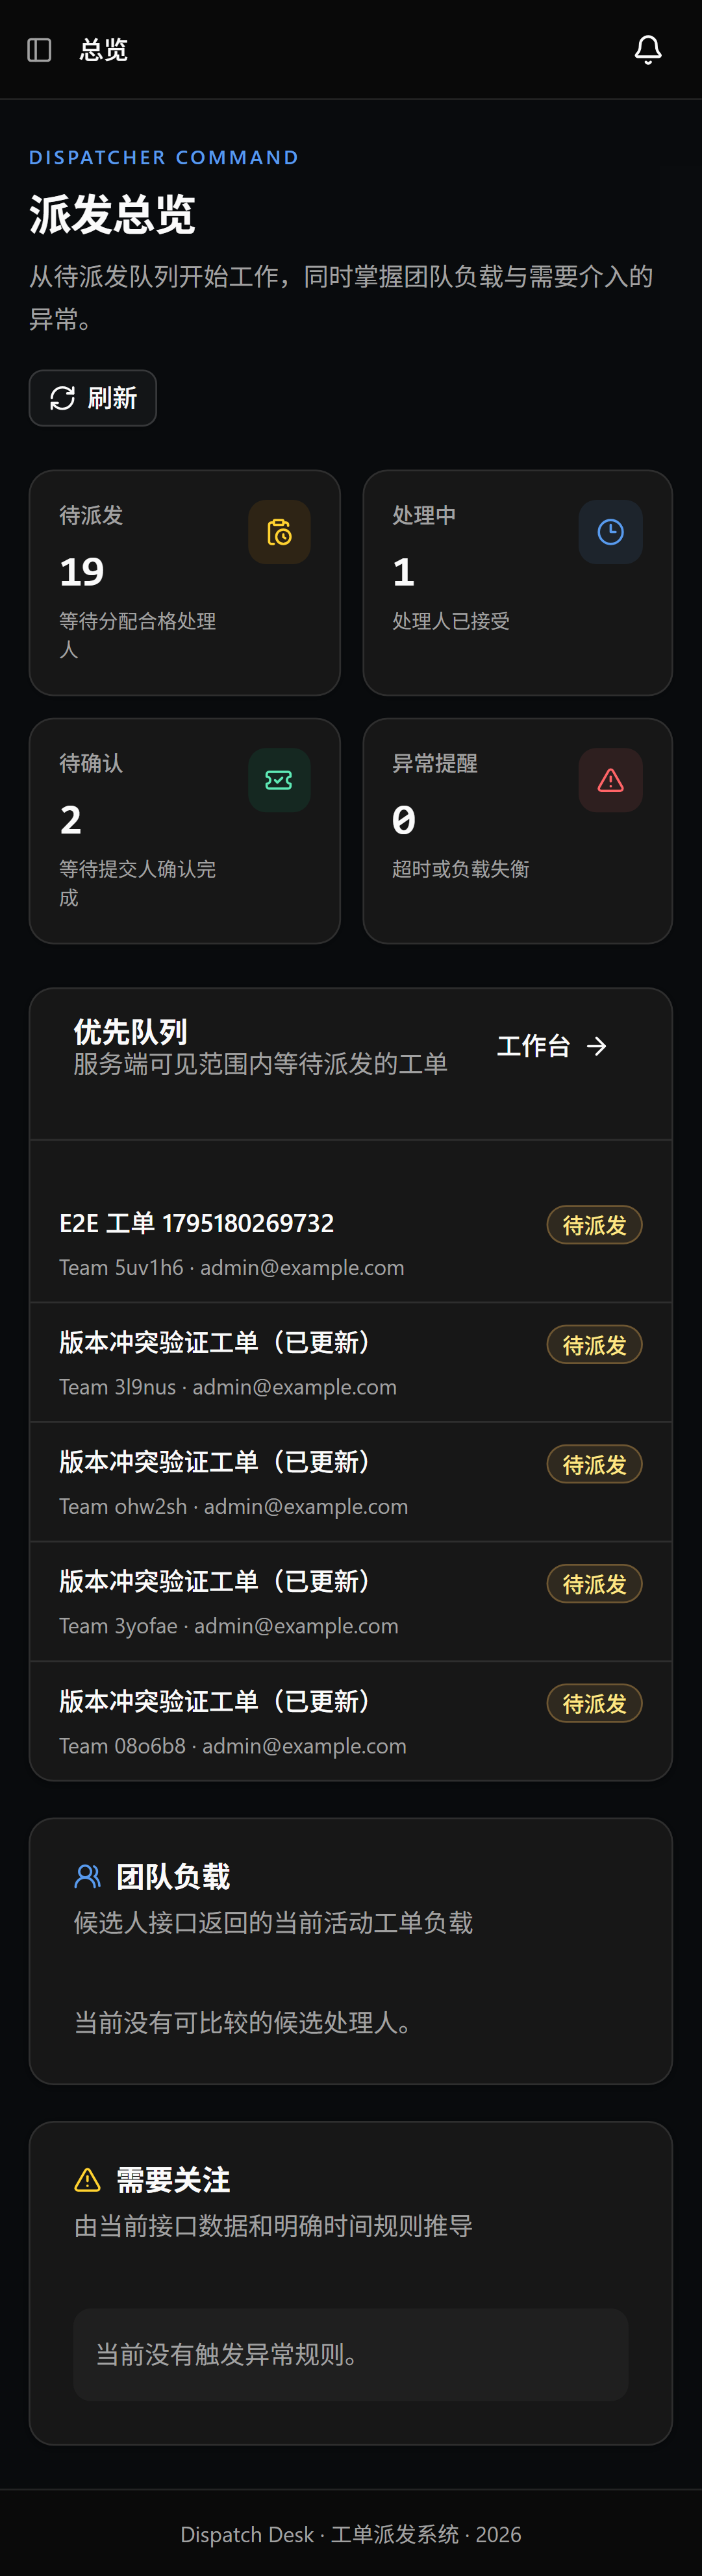 总览
DISPATCHER COMMAND
派发总览
从待派发队列开始工作，同时掌握团队负载与需要介入的
异常。
刷新
待派发
19
等待分配合格处理
人
处理中
1
处理人已接受
待确认
2
等待提交人确认完
成
异常提醒
0
超时或负载失衡
优先队列
服务端可见范围内等待派发的工单
工作台
E2E 工单 1795180269732
待派发
Team 5uv1h6 · admin@example.com
版本冲突验证工单（已更新）
待派发
Team 3l9nus · admin@example.com
版本冲突验证工单（已更新）
待派发
Team ohw2sh · admin@example.com
版本冲突验证工单（已更新）
待派发
Team 3yofae · admin@example.com
版本冲突验证工单（已更新）
待派发
Team 08o6b8 · admin@example.com
团队负载
候选人接口返回的当前活动工单负载
当前没有可比较的候选处理人。
需要关注
由当前接口数据和明确时间规则推导
当前没有触发异常规则。
Dispatch Desk · 工单派发系统 · 2026